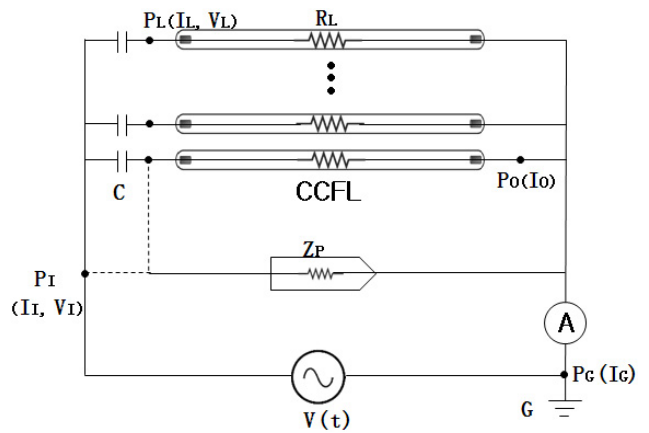 PL(IL, VL)
RL
C
CCFL
PO(IO)
ZP
PI
(II, VI)
A
PG(IG)
G
V(t)